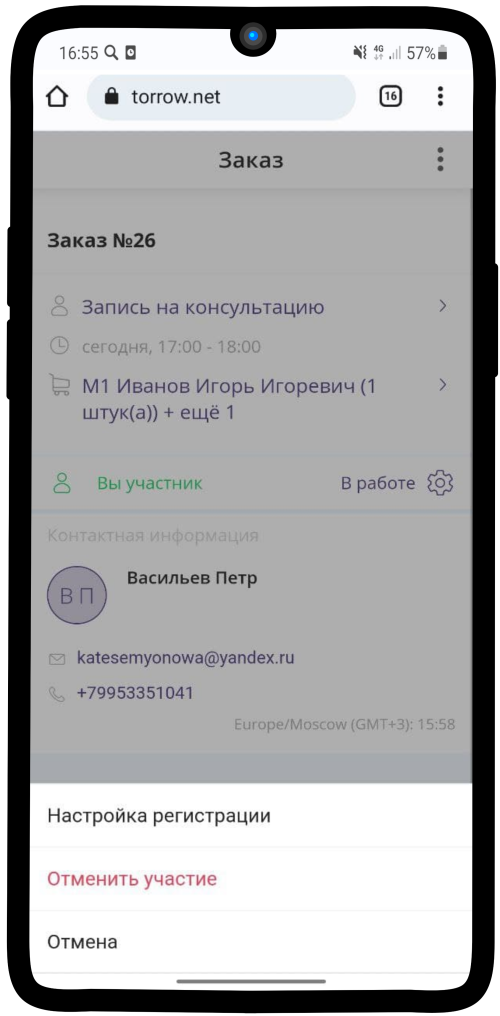 16:55
4G
57%
torrow.net
16
Заказ
Заказ №26
Запись на консультацию
сегодня, 17:00 - 18:00
М1 Иванов Игорь Игоревич (1
штук(а)) + ещё 1
Вы участник
В работе
Контактная информация
В П
Васильев Петр
katesemyonowa@yandex.ru
+79953351041
Europe/Moscow (GMT+3): 15:58
Настройка регистрации
Отменить участие
Отмена